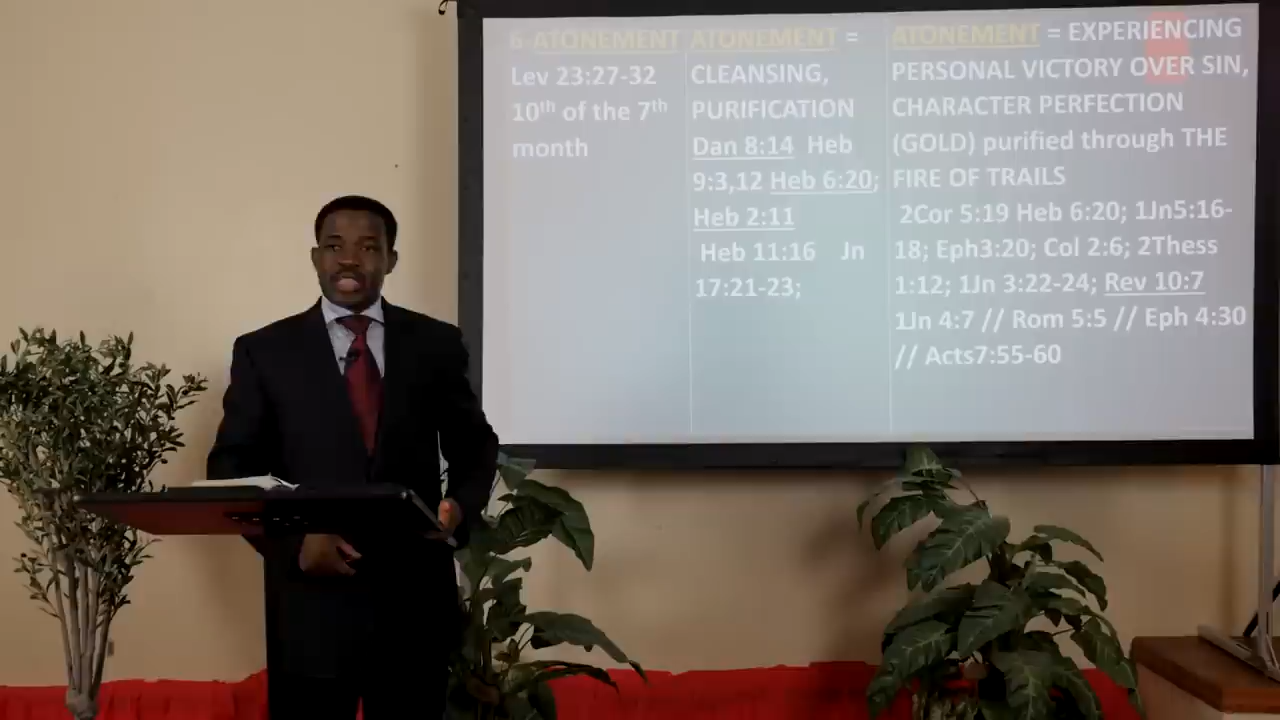 6-ATONEMENT
Lev 23:27-32
10th of the 7th
month
ATONEMENT =
CLEANSING,
PURIFICATION
Dan 8:14 Heb
9:3,12 Heb 6:20;
Heb 2:11
Heb 11:16 Jn
17:21-23;
ATONEMENT = EXPERIENCING
PERSONAL VICTORY OVER SIN,
CHARACTER PERFECTION
(GOLD) purified through THE
FIRE OF TRAILS
2Cor 5:19 Heb 6:20; 1Jn5:16-
18; Eph3:20; Col 2:6; 2Thess
1:12; 1Jn 3:22-24; Rev 10:7
1Jn 4:7 // Rom 5:5 // Eph 4:30
// Acts7:55-60